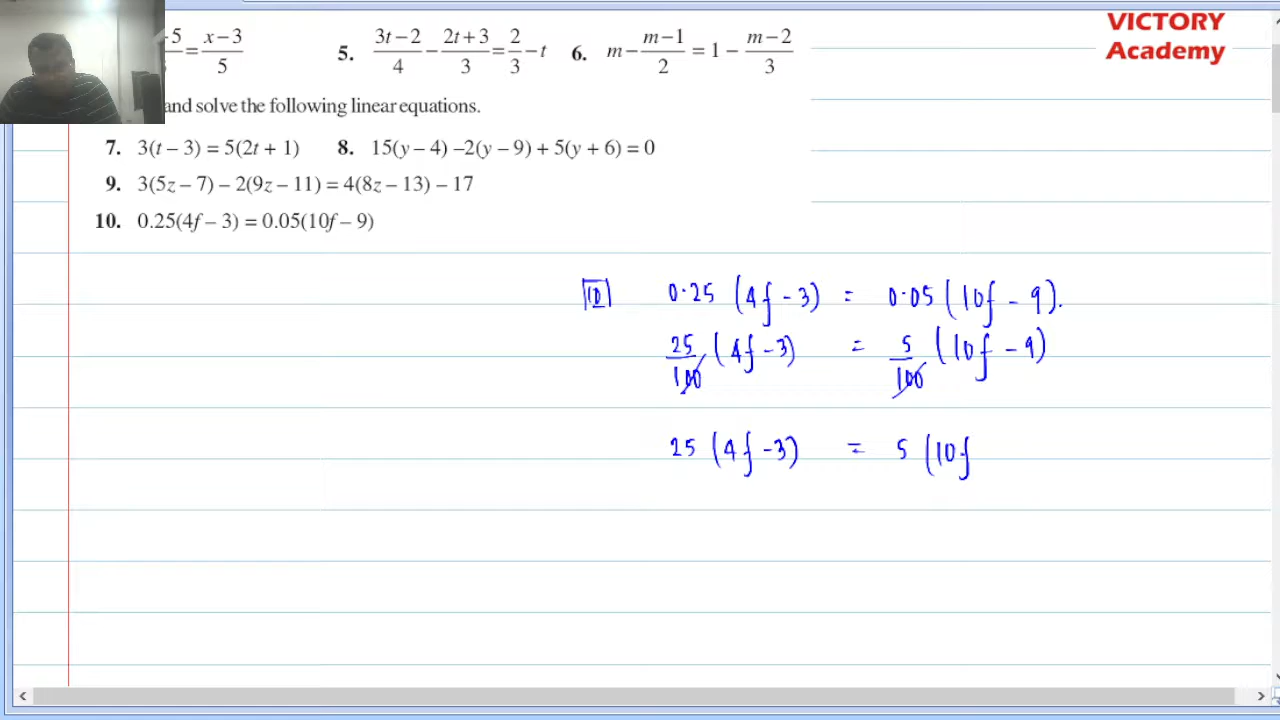 VICTORY
Academy
-5/ = x-3/5 5. 3t-2/4 - 2t+3/3 = 2/3 - t 6. m - m-1/2 = 1 - m-2/3
and solve the following linear equations.
7. 3(t – 3) = 5(2t + 1) 8. 15(y – 4) –2(y – 9) + 5(y + 6) = 0
9. 3(5z – 7) – 2(9z – 11) = 4(8z – 13) – 17
10. 0.25(4f – 3) = 0.05(10f – 9)
10 0.25 (4f - 3) = 0.05 (10f - 9).
25/100 (4f - 3) = 5/100 (10f - 9)
25 (4f - 3) = 5 (10f